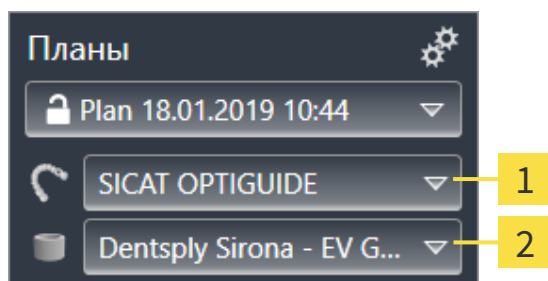 Планы
Plan 18.01.2019 10:44
SICAT OPTIGUIDE
1
Dentsply Sirona - EV G...
2